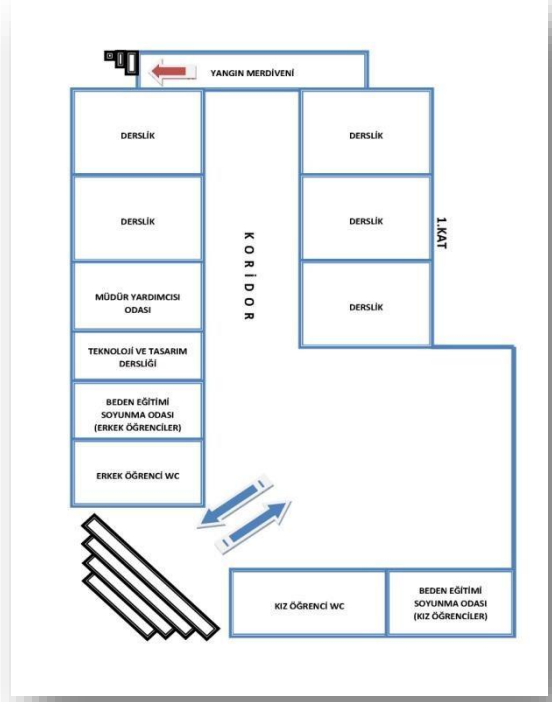 YANGIN MERDİVENİ
DERSLİK
DERSLİK
DERSLİK
DERSLİK
KORİDOR
1.KAT
MÜDÜR YARDIMCISI
ODASI
DERSLİK
TEKNOLOJİ VE TASARIM
DERSLİĞİ
BEDEN EĞİTİMİ
SOYUNMA ODASI
(ERKEK ÖĞRENCİLER)
ERKEK ÖĞRENCİ WC
KIZ ÖĞRENCİ WC
BEDEN EĞİTİMİ
SOYUNMA ODASI
(KIZ ÖĞRENCİLER)